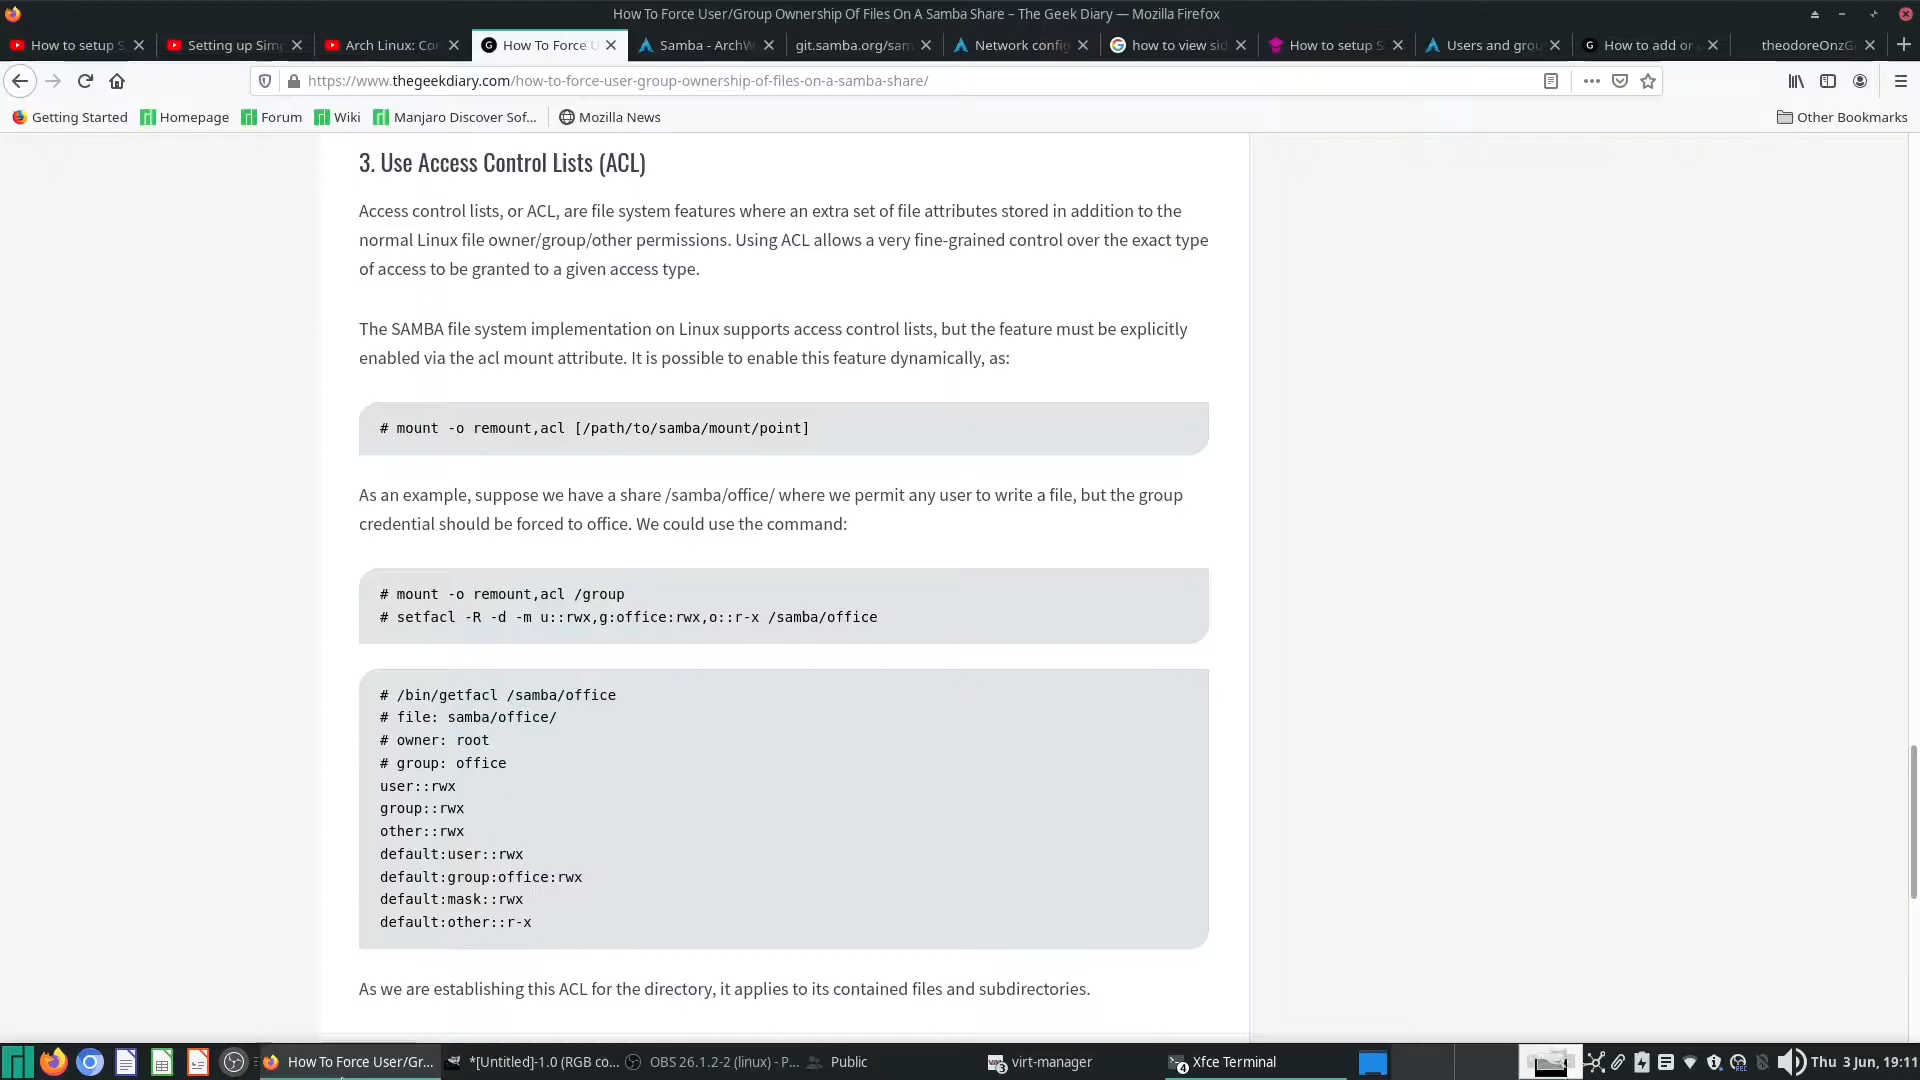 How To Force User/Group Ownership Of Files On A Samba Share – The Geek Diary — Mozilla Firefox
How to setup S
Setting up Sim
Arch Linux: Co
How To Force U
Samba - ArchW
git.samba.org/sam
Network config
how to view sid
How to setup S
Users and grou
How to add or
theodoreOnzG
https://www.thegeekdiary.com/how-to-force-user-group-ownership-of-files-on-a-samba-share/
Getting Started
Homepage
Forum
Wiki
Manjaro Discover Sof...
Mozilla News
Other Bookmarks
3. Use Access Control Lists (ACL)
Access control lists, or ACL, are file system features where an extra set of file attributes stored in addition to the
normal Linux file owner/group/other permissions. Using ACL allows a very fine-grained control over the exact type
of access to be granted to a given access type.
The SAMBA file system implementation on Linux supports access control lists, but the feature must be explicitly
enabled via the acl mount attribute. It is possible to enable this feature dynamically, as:
# mount -o remount,acl [/path/to/samba/mount/point]
As an example, suppose we have a share /samba/office/ where we permit any user to write a file, but the group
credential should be forced to office. We could use the command:
# mount -o remount,acl /group
# setfacl -R -d -m u::rwx,g:office:rwx,o::r-x /samba/office
# /bin/getfacl /samba/office
# file: samba/office/
# owner: root
# group: office
user::rwx
group::rwx
other::rwx
default:user::rwx
default:group:office:rwx
default:mask::rwx
default:other::r-x
As we are establishing this ACL for the directory, it applies to its contained files and subdirectories.
How To Force User/Gr...
*[Untitled]-1.0 (RGB co...
OBS 26.1.2-2 (linux) - P...
Public
3
virt-manager
4
Xfce Terminal
Thu 3 Jun, 19:11